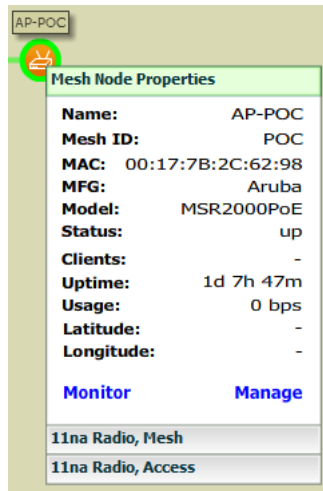 AP-POC
Mesh Node Properties
Name: AP-POC
Mesh ID: POC
MAC: 00:17:7B:2C:62:98
MFG: Aruba
Model: MSR2000PoE
Status: up
Clients: -
Uptime: 1d 7h 47m
Usage: 0 bps
Latitude: -
Longitude: -
Monitor Manage
11na Radio, Mesh
11na Radio, Access